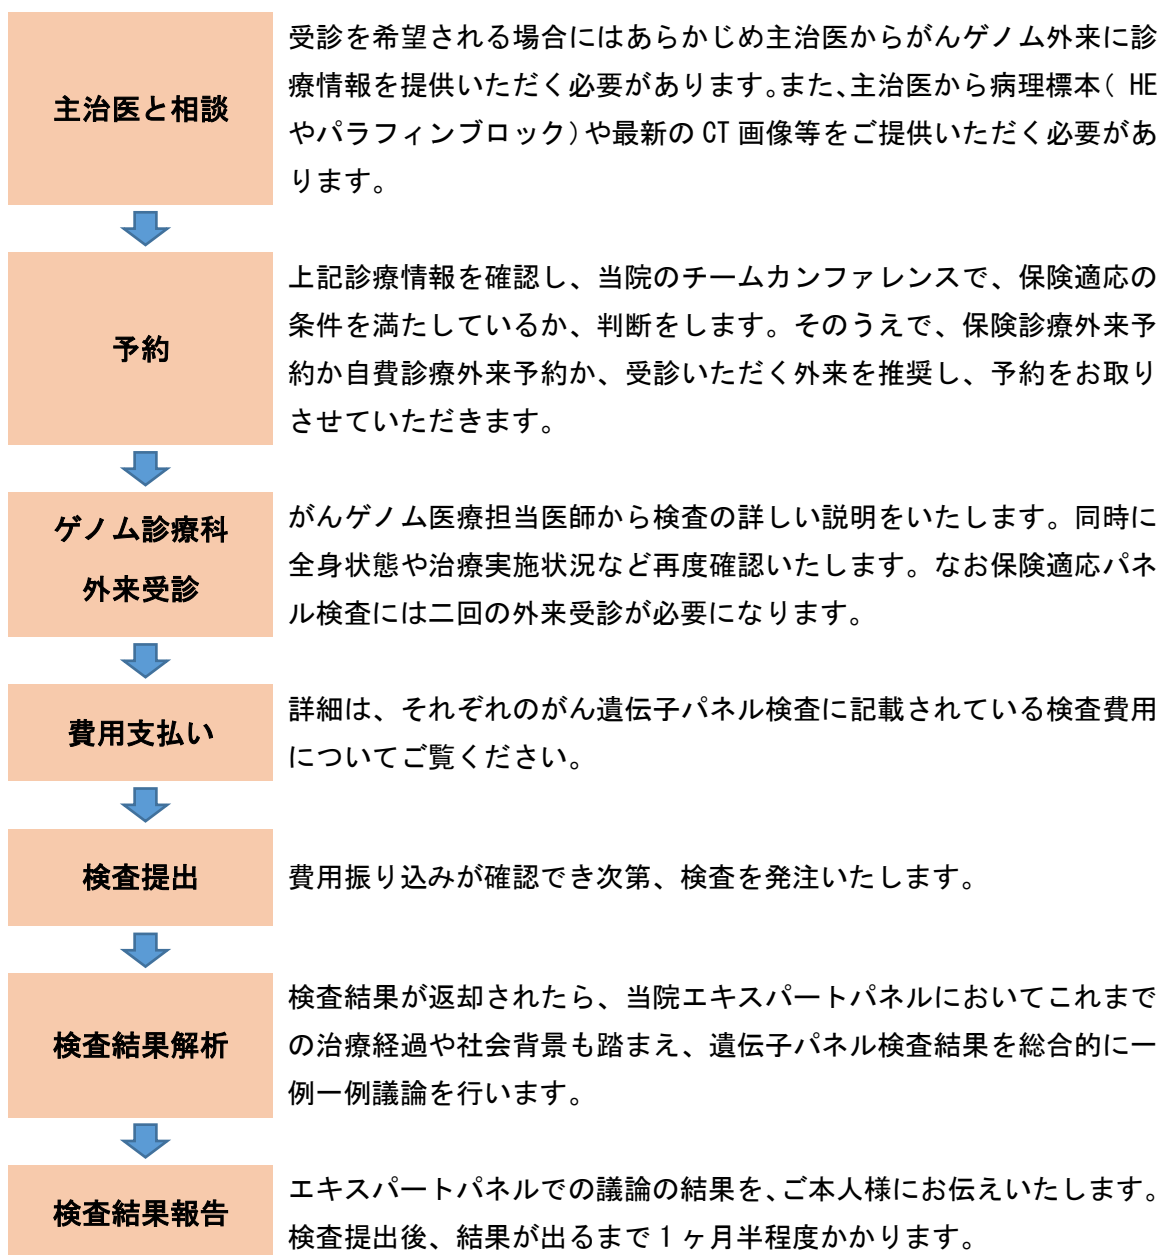 主治医と相談
受診を希望される場合にはあらかじめ主治医からがんゲノム外来に診
療情報を提供いただく必要があります。また、主治医から病理標本( HE
やパラフィンブロック)や最新の CT 画像等をご提供いただく必要があ
ります。
予約
上記診療情報を確認し、当院のチームカンファレンスで、保険適応の
条件を満たしているか、判断をします。そのうえで、保険診療外来予
約か自費診療外来予約か、受診いただく外来を推奨し、予約をお取り
させていただきます。
ゲノム診療科
外来受診
がんゲノム医療担当医師から検査の詳しい説明をいたします。同時に
全身状態や治療実施状況など再度確認いたします。なお保険適応パネ
ル検査には二回の外来受診が必要になります。
費用支払い
詳細は、それぞれのがん遺伝子パネル検査に記載されている検査費用
についてご覧ください。
検査提出
費用振り込みが確認でき次第、検査を発注いたします。
検査結果解析
検査結果が返却されたら、当院エキスパートパネルにおいてこれまで
の治療経過や社会背景も踏まえ、遺伝子パネル検査結果を総合的に一
例一例議論を行います。
検査結果報告
エキスパートパネルでの議論の結果を、ご本人様にお伝えいたします。
検査提出後、結果が出るまで1ヶ月半程度かかります。